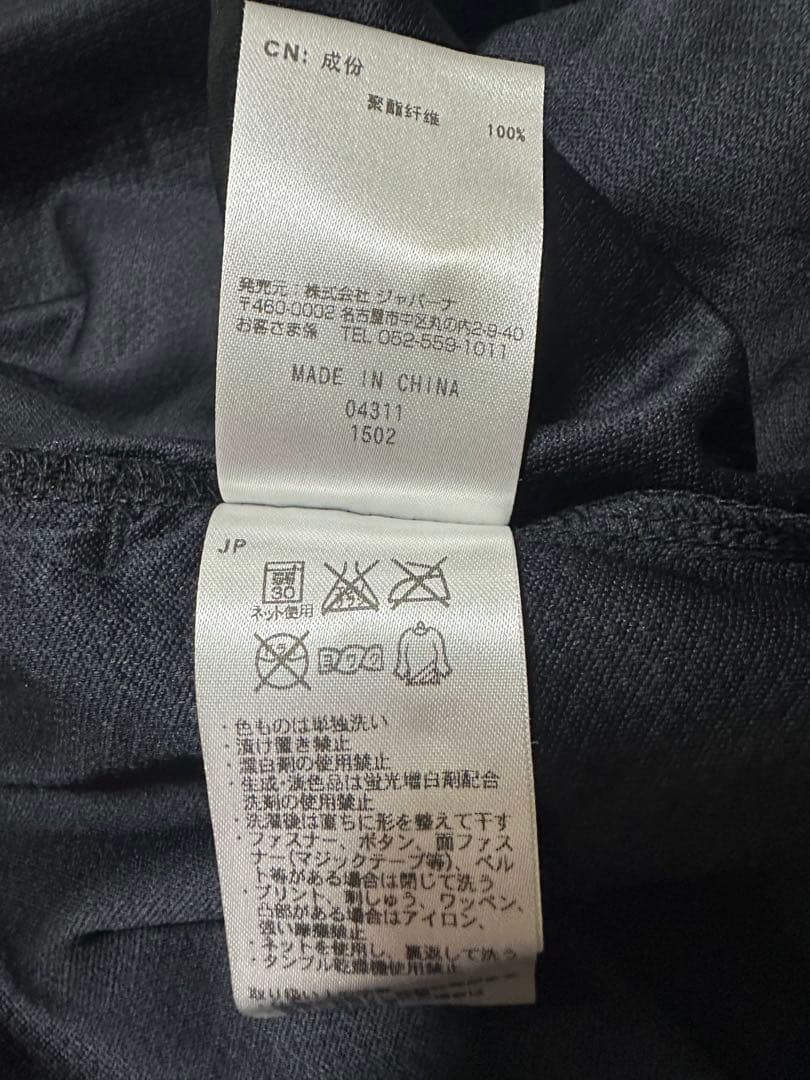 CN: 成份
聚酯纤维 100%
発売元：株式会社 ジャパーナ
〒460-0002 名古屋市中区丸の内2-9-40
お客さま係 TEL 052-559-1011
MADE IN CHINA
04311
1502
JP
30
ネット使用
・色ものは単独洗い
・漬け置き禁止
・漂白剤の使用禁止
・生成・淡色品は蛍光増白剤配合
洗剤の使用禁止
・洗濯後は直ちに形を整えて干す
・ファスナー、ボタン、面ファス
ナー(マジックテープ等)、ベル
ト等がある場合は閉じて洗う
・プリント、刺しゅう、ワッペン、
凸部がある場合はアイロン、
強い摩擦禁止
・ネットを使用し、裏返して洗う
・タンブル乾燥機使用禁止